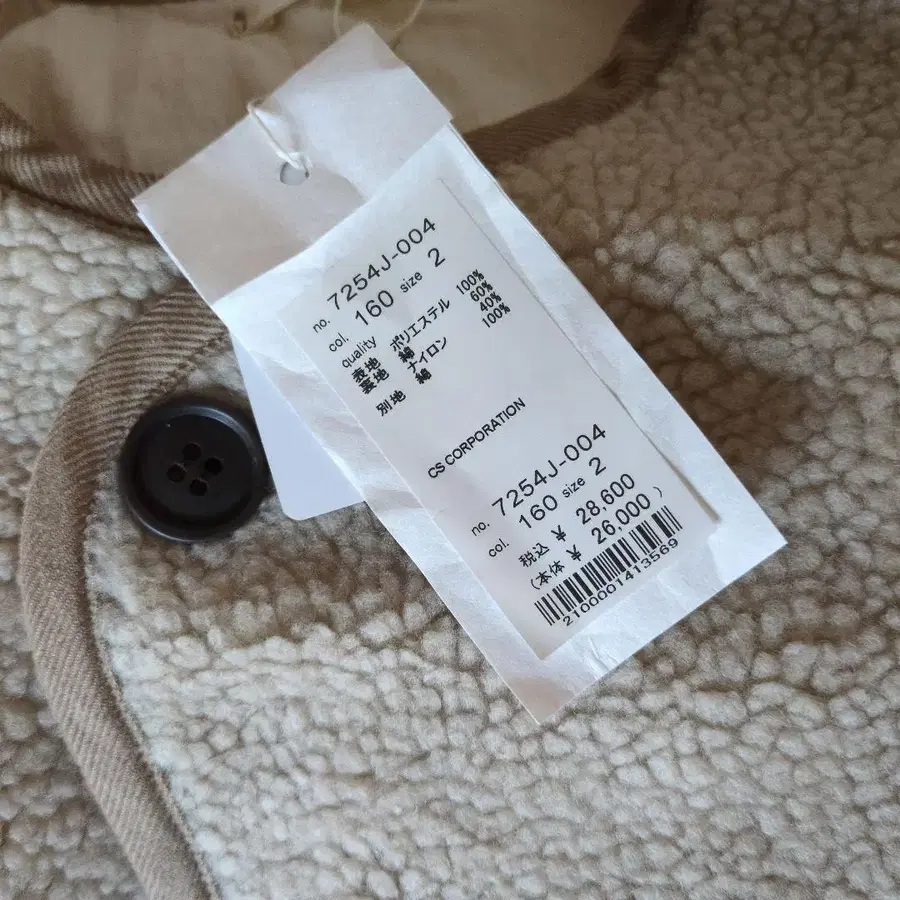 no. 7254J-004
col. 160 size 2
quality
表地 ポリエステル 100%
裏地 綿 60%
ナイロン 40%
別地 綿 100%
CS CORPORATION
no. 7254J-004
col. 160 size 2
税込 ¥ 28,600
(本体 ¥ 26,000 )
2100001413569